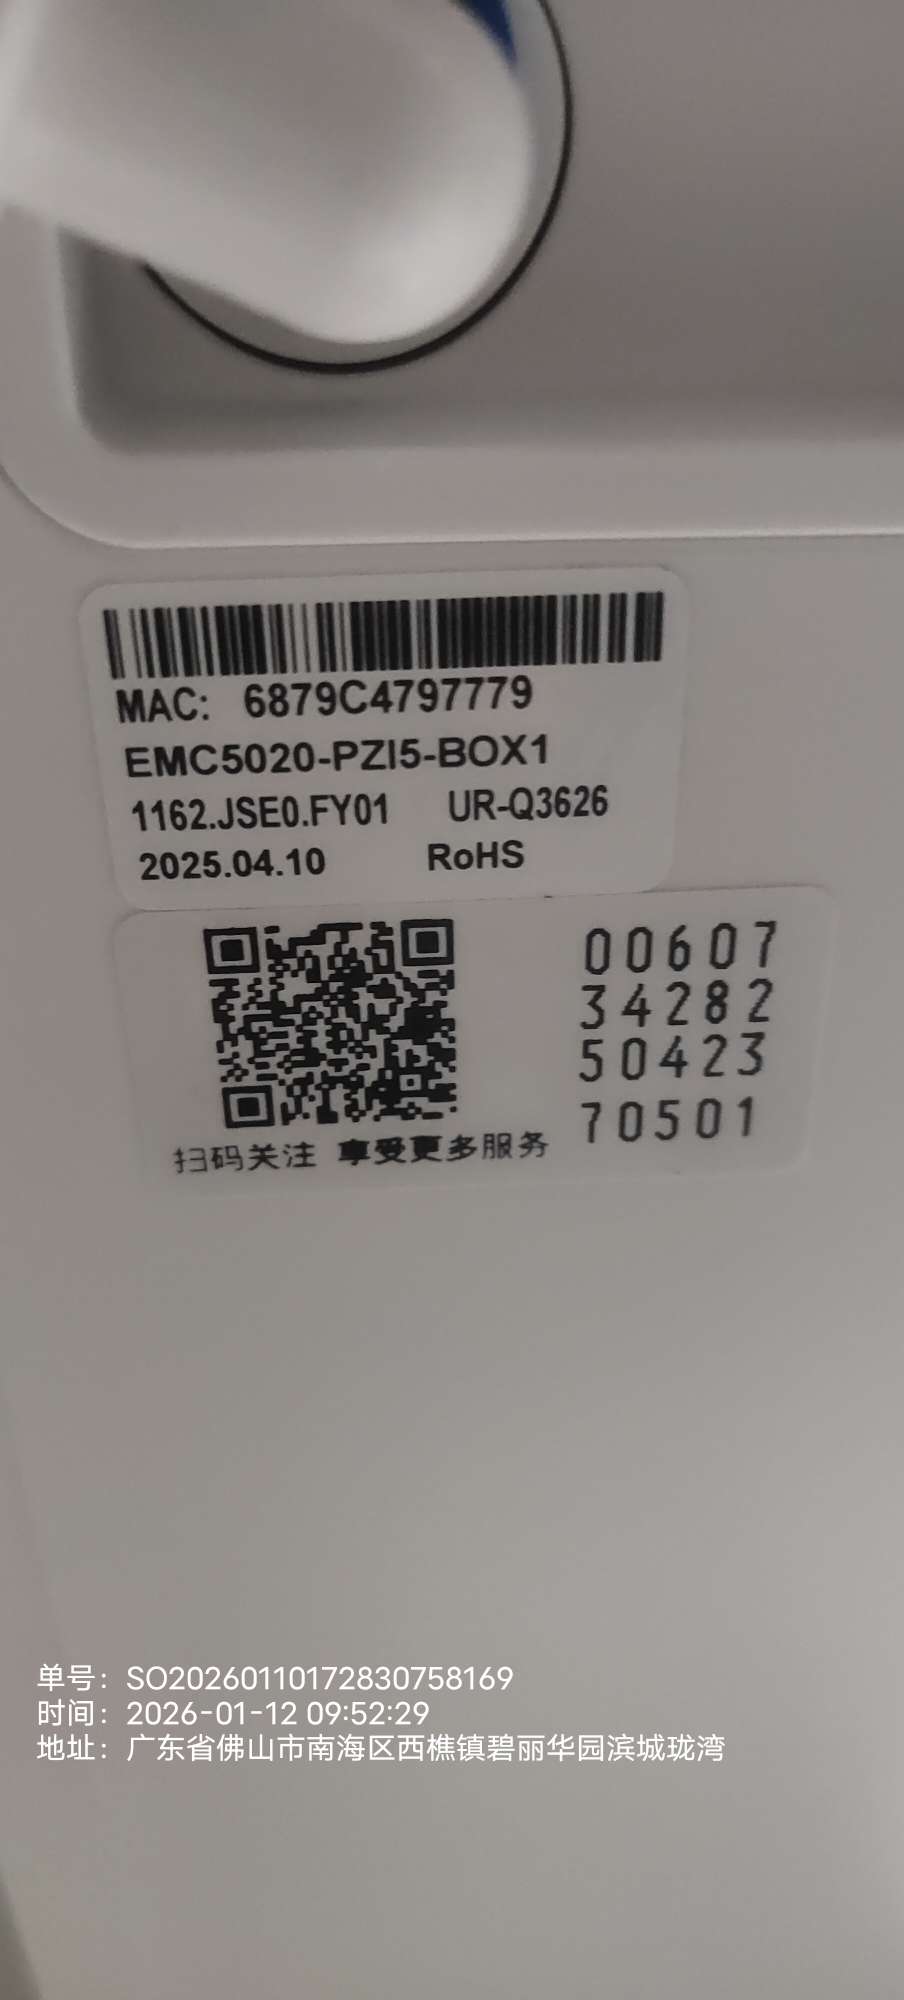 MAC: 6879C4797779
EMC5020-PZI5-BOX1
1162.JSE0.FY01 UR-Q3626
2025.04.10 RoHS
00607
34282
50423
70501
扫码关注 享受更多服务
单号：SO20260110172830758169
时间：2026-01-12 09:52:29
地址：广东省佛山市南海区西樵镇碧丽华园滨城珑湾